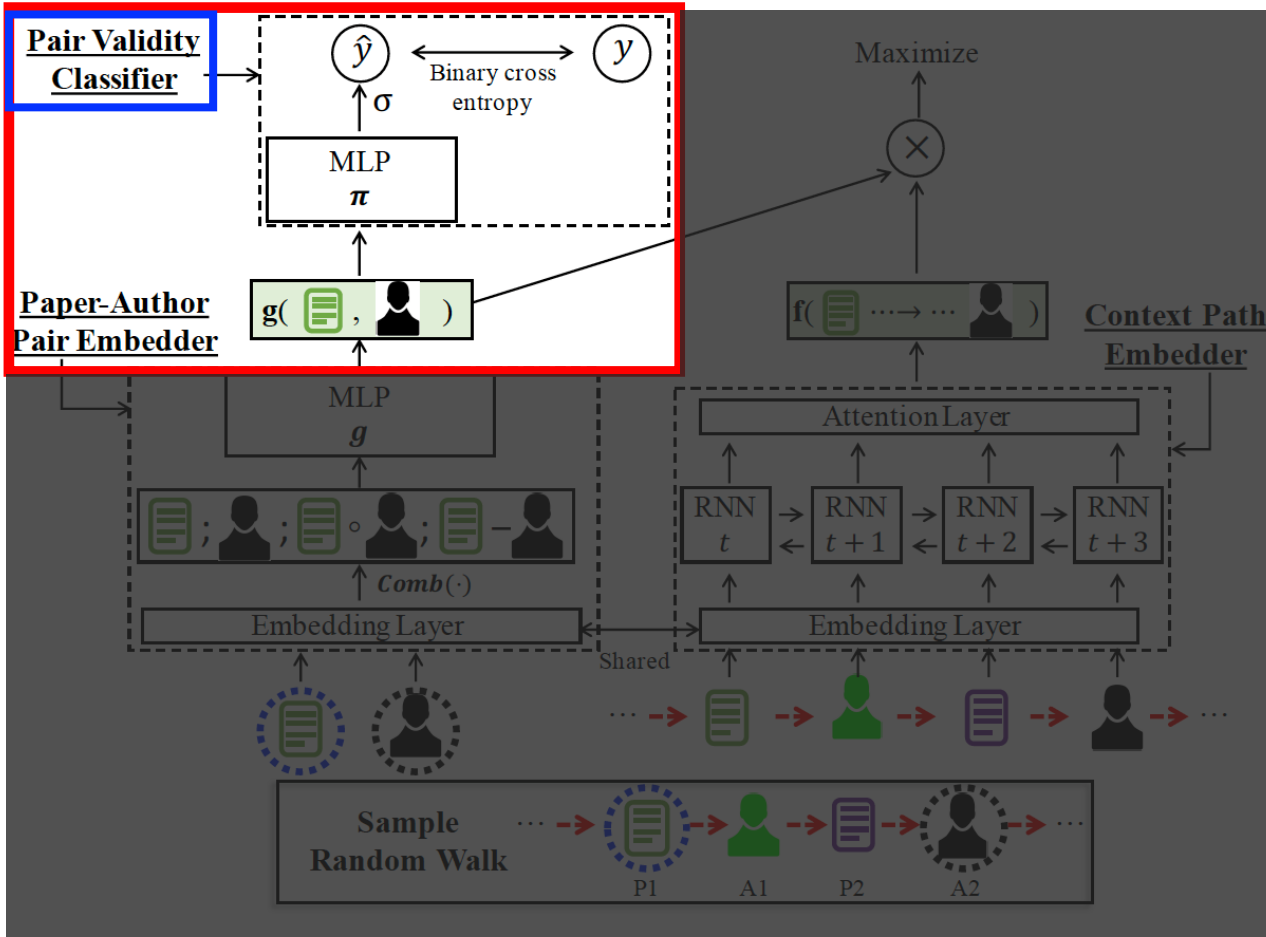 Pair Validity
Classifier
ŷ
y
Binary cross
entropy
σ
MLP
π
g( , )
Maximize
×
Paper-Author
Pair Embedder
f( ⋯→ ⋯ )
Context Path
Embedder
MLP
g
Attention Layer
RNN
t
RNN
t + 1
RNN
t + 2
RNN
t + 3
; ; ∘ ; −
Comb(·)
Embedding Layer
Embedding Layer
Shared
⋯ ⋯
Sample
Random Walk
⋯ ⋯
P1 A1 P2 A2